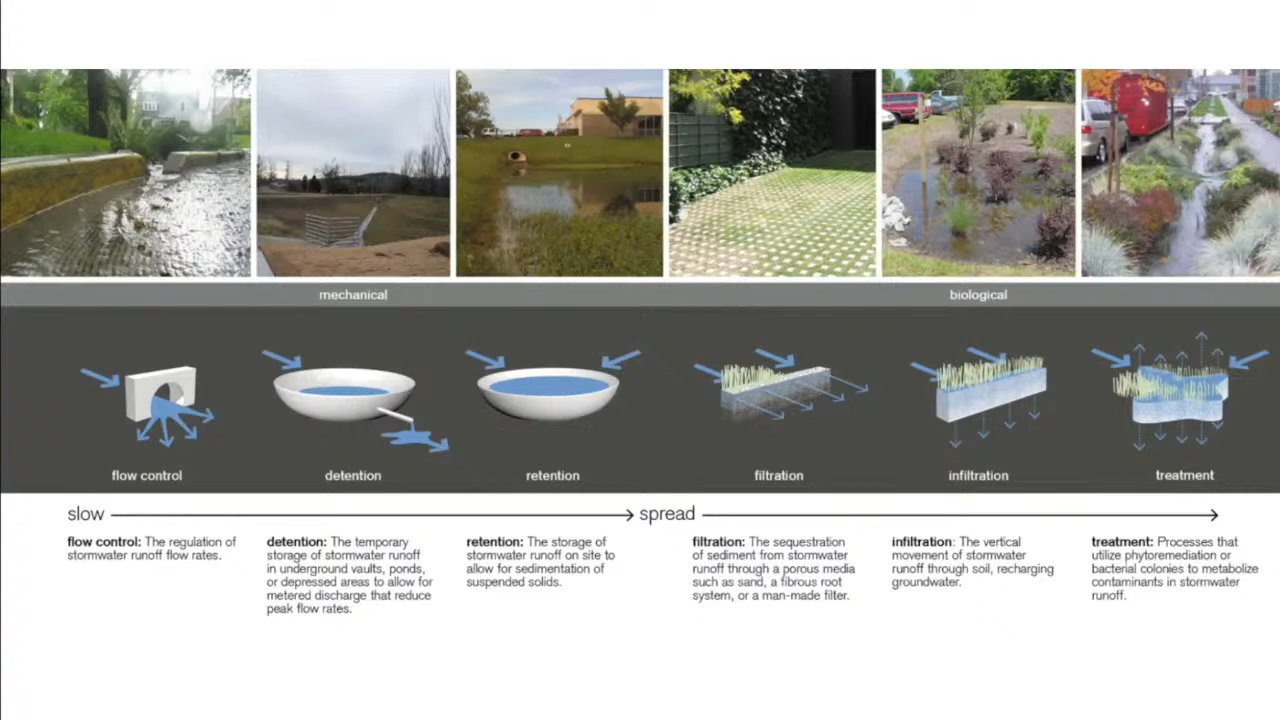 mechanical
biological
flow control
detention
retention
filtration
infiltration
treatment
slow
spread
flow control: The regulation of
stormwater runoff flow rates.
detention: The temporary
storage of stormwater runoff
in underground vaults, ponds,
or depressed areas to allow for
metered discharge that reduce
peak flow rates.
retention: The storage of
stormwater runoff on site to
allow for sedimentation of
suspended solids.
filtration: The sequestration
of sediment from stormwater
runoff through a porous media
such as sand, a fibrous root
system, or a man-made filter.
infiltration: The vertical
movement of stormwater
runoff through soil, recharging
groundwater.
treatment: Processes that
utilize phytoremediation or
bacterial colonies to metabolize
contaminants in stormwater
runoff.